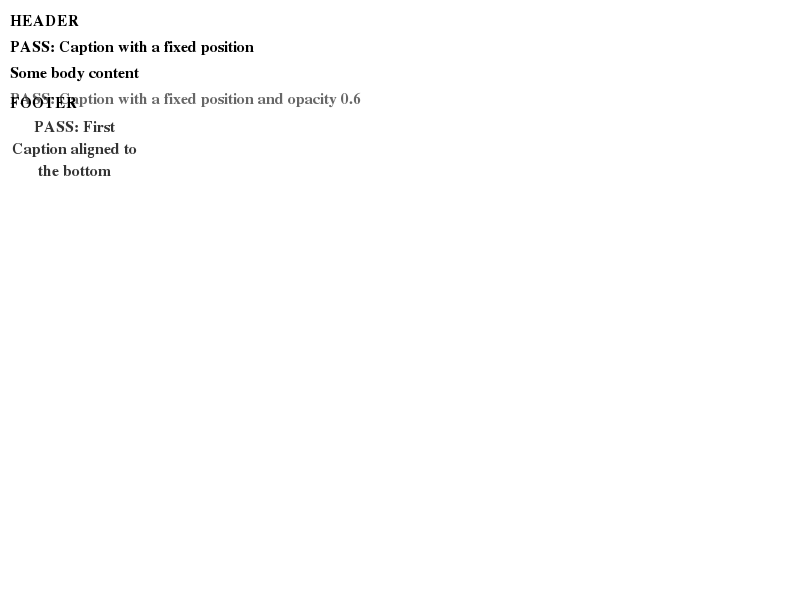 HEADER
PASS: Caption with a fixed position
Some body content
PASS: Caption with a fixed position and opacity 0.6
FOOTER
PASS: First
Caption aligned to
the bottom